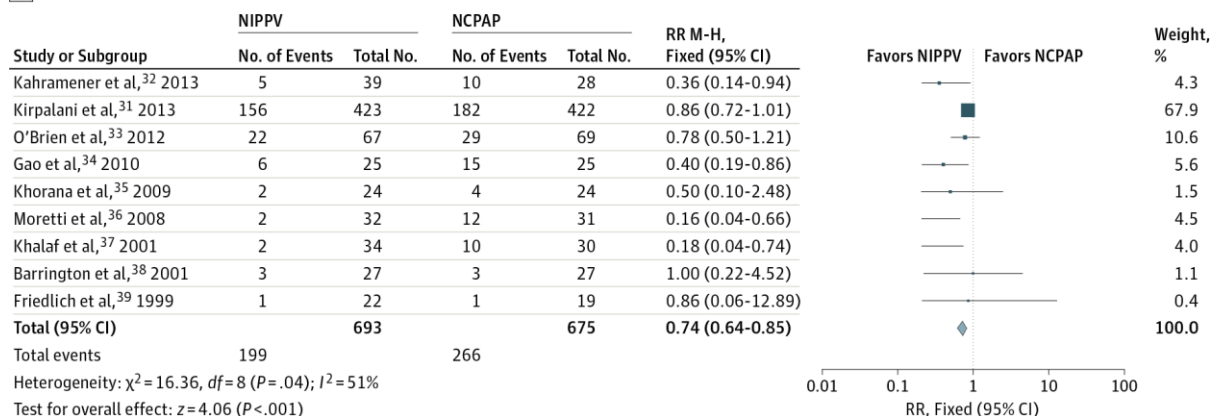 NIPPV NCPAP
Study or Subgroup No. of Events Total No. No. of Events Total No. RR M-H, Fixed (95% CI) Favors NIPPV Favors NCPAP Weight, %
Kahramener et al,32 2013 5 39 10 28 0.36 (0.14-0.94) 4.3
Kirpalani et al,31 2013 156 423 182 422 0.86 (0.72-1.01) 67.9
O'Brien et al,33 2012 22 67 29 69 0.78 (0.50-1.21) 10.6
Gao et al,34 2010 6 25 15 25 0.40 (0.19-0.86) 5.6
Khorana et al,35 2009 2 24 4 24 0.50 (0.10-2.48) 1.5
Moretti et al,36 2008 2 32 12 31 0.16 (0.04-0.66) 4.5
Khalaf et al,37 2001 2 34 10 30 0.18 (0.04-0.74) 4.0
Barrington et al,38 2001 3 27 3 27 1.00 (0.22-4.52) 1.1
Friedlich et al,39 1999 1 22 1 19 0.86 (0.06-12.89) 0.4
Total (95% CI) 693 675 0.74 (0.64-0.85) 100.0
Total events 199 266
Heterogeneity: χ2=16.36, df=8 (P=.04); I2=51%
Test for overall effect: z=4.06 (P<.001)
0.01 0.1 1 10 100
RR, Fixed (95% CI)